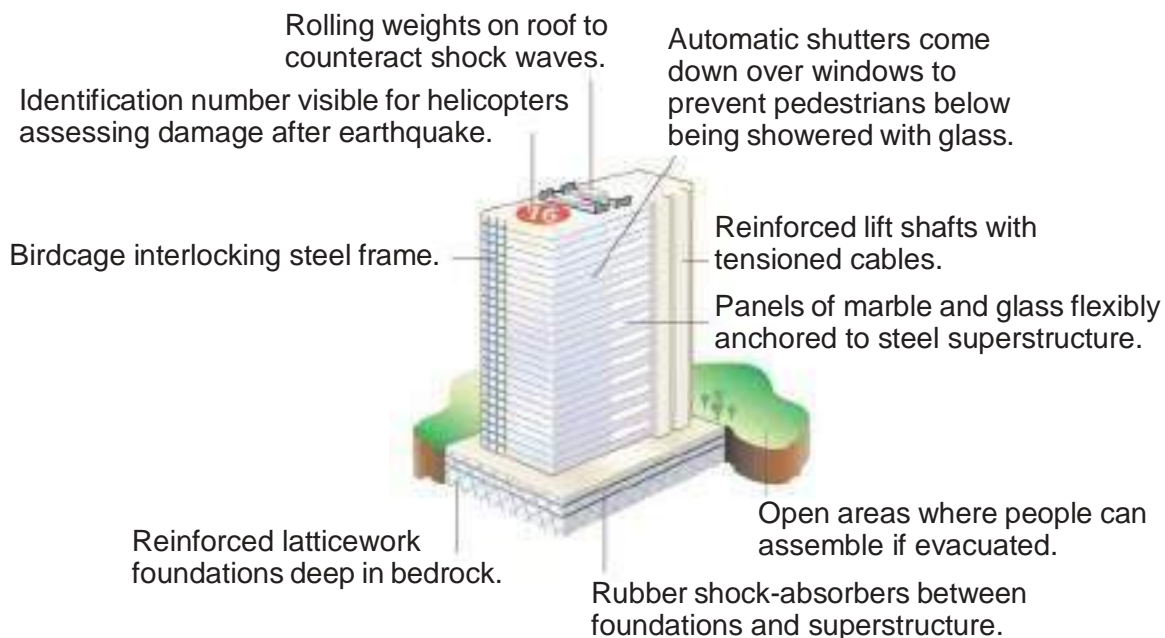 Rolling weights on roof to
counteract shock waves.
Automatic shutters come
down over windows to
prevent pedestrians below
being showered with glass.
Identification number visible for helicopters
assessing damage after earthquake.
16
Birdcage interlocking steel frame.
Reinforced lift shafts with
tensioned cables.
Panels of marble and glass flexibly
anchored to steel superstructure.
Open areas where people can
assemble if evacuated.
Reinforced latticework
foundations deep in bedrock.
Rubber shock-absorbers between
foundations and superstructure.